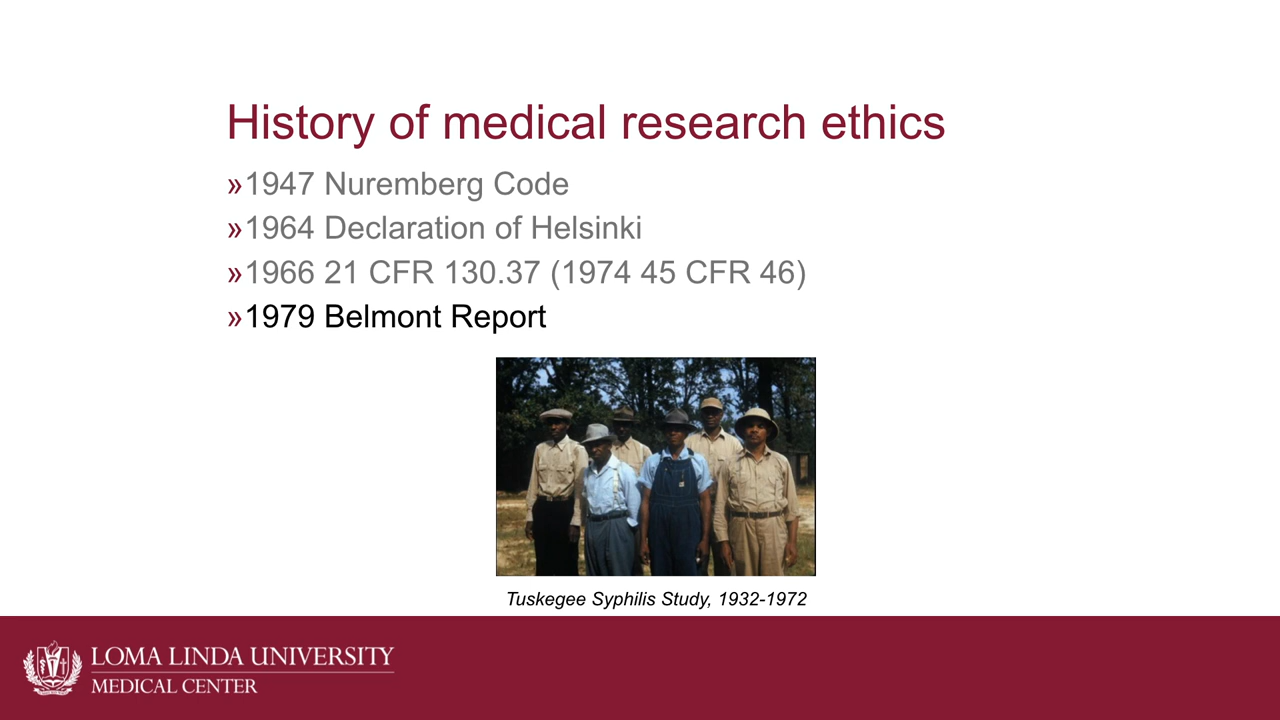 History of medical research ethics
»1947 Nuremberg Code
»1964 Declaration of Helsinki
»1966 21 CFR 130.37 (1974 45 CFR 46)
»1979 Belmont Report
Tuskegee Syphilis Study, 1932-1972
LOMA LINDA UNIVERSITY
MEDICAL CENTER